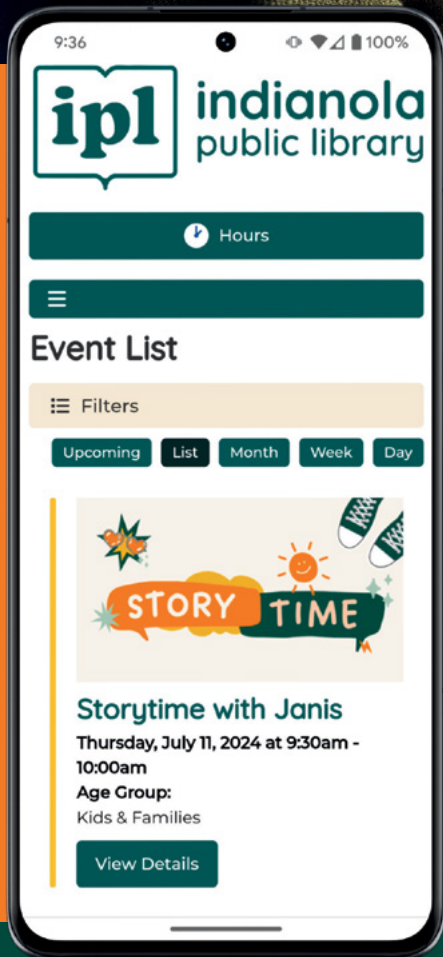 9:36
100%
ipl
indianola
public library
Hours
Event List
Filters
Upcoming List Month Week Day
STORY TIME
Storytime with Janis
Thursday, July 11, 2024 at 9:30am -
10:00am
Age Group:
Kids & Families
View Details